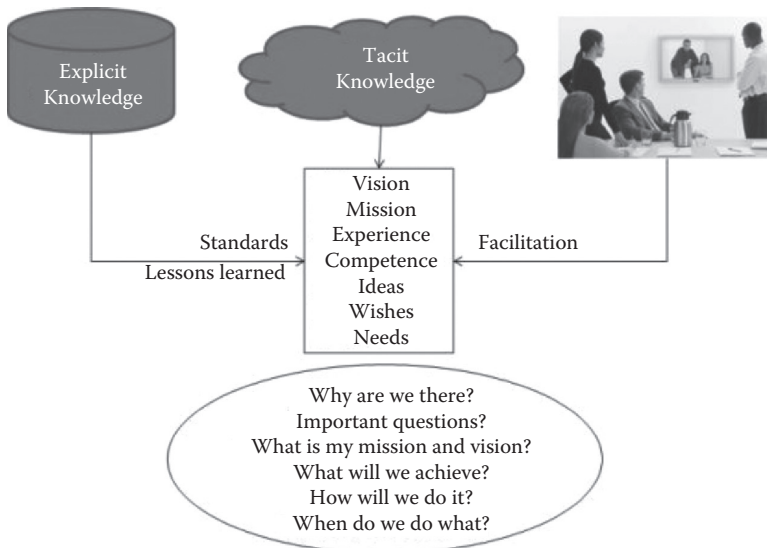 Explicit
Knowledge
Tacit
Knowledge
Vision
Mission
Experience
Competence
Ideas
Wishes
Needs
Standards
Lessons learned
Facilitation
Why are we there?
Important questions?
What is my mission and vision?
What will we achieve?
How will we do it?
When do we do what?